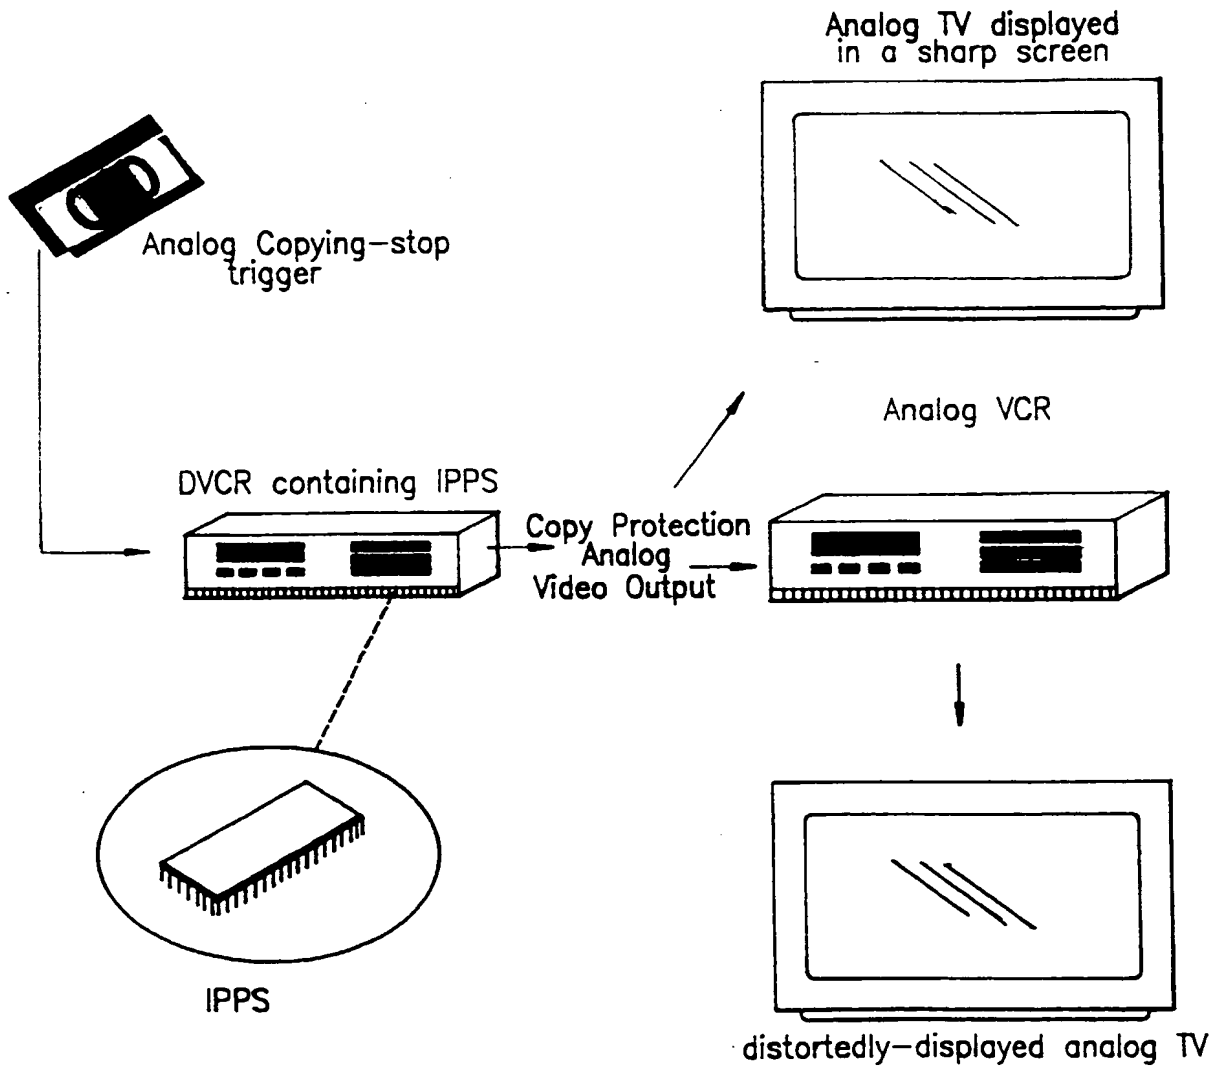 Analog TV displayed
in a sharp screen
Analog Copying-stop
trigger
Analog VCR
DVCR containing IPPS
Copy Protection
Analog
Video Output
IPPS
distortedly-displayed analog TV